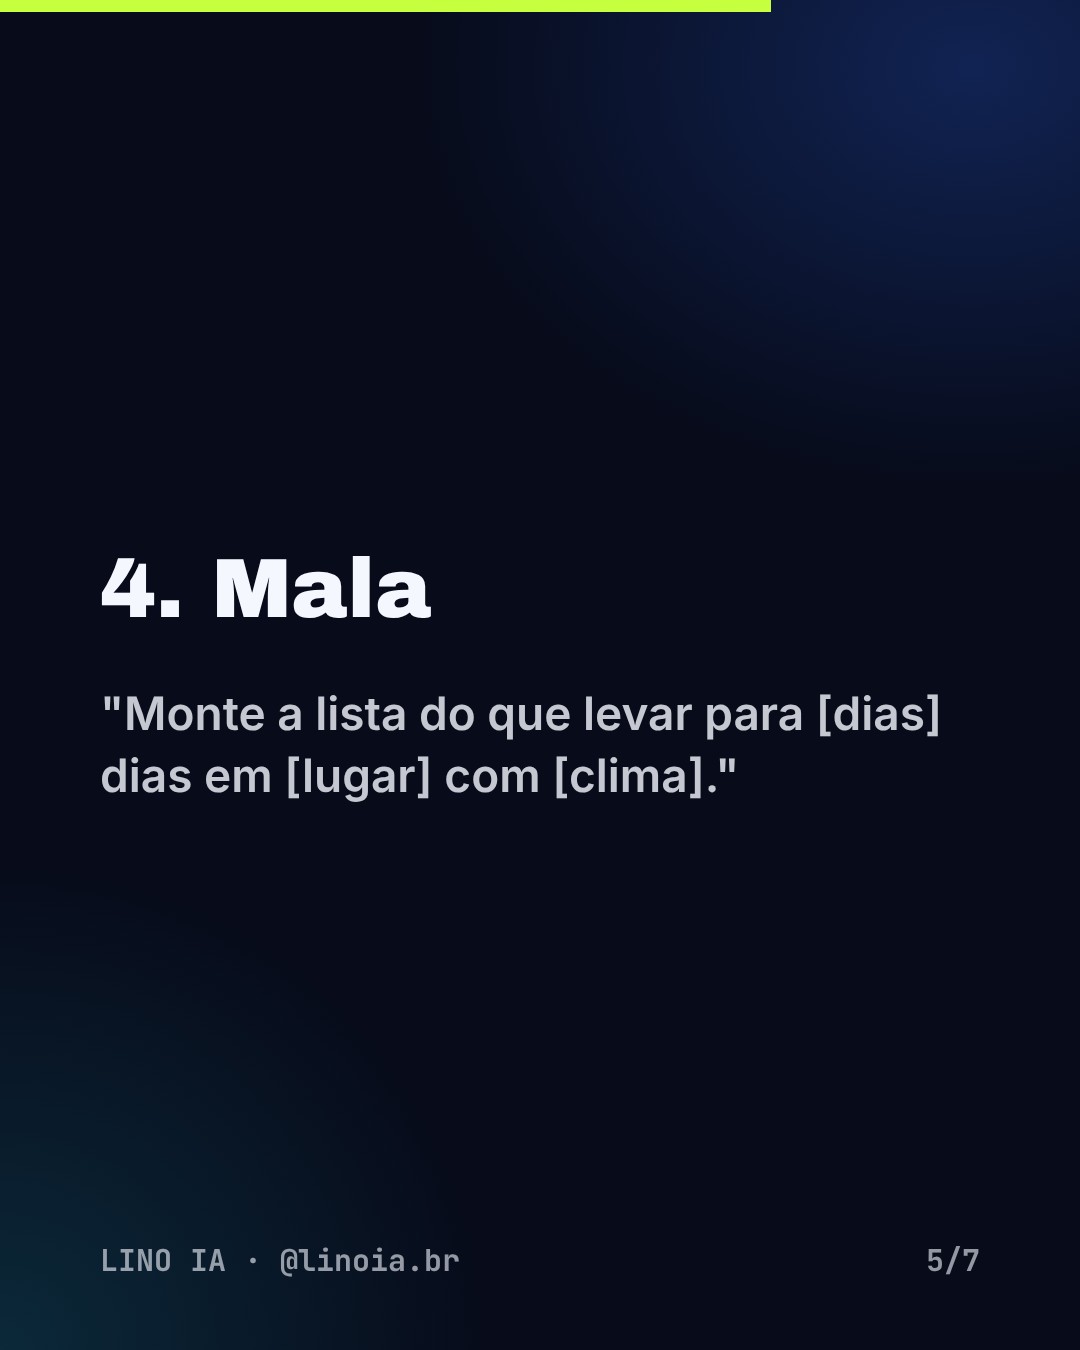 4. Mala
"Monte a lista do que levar para [dias]
dias em [lugar] com [clima]."
LINO IA · @linoia.br
5/7